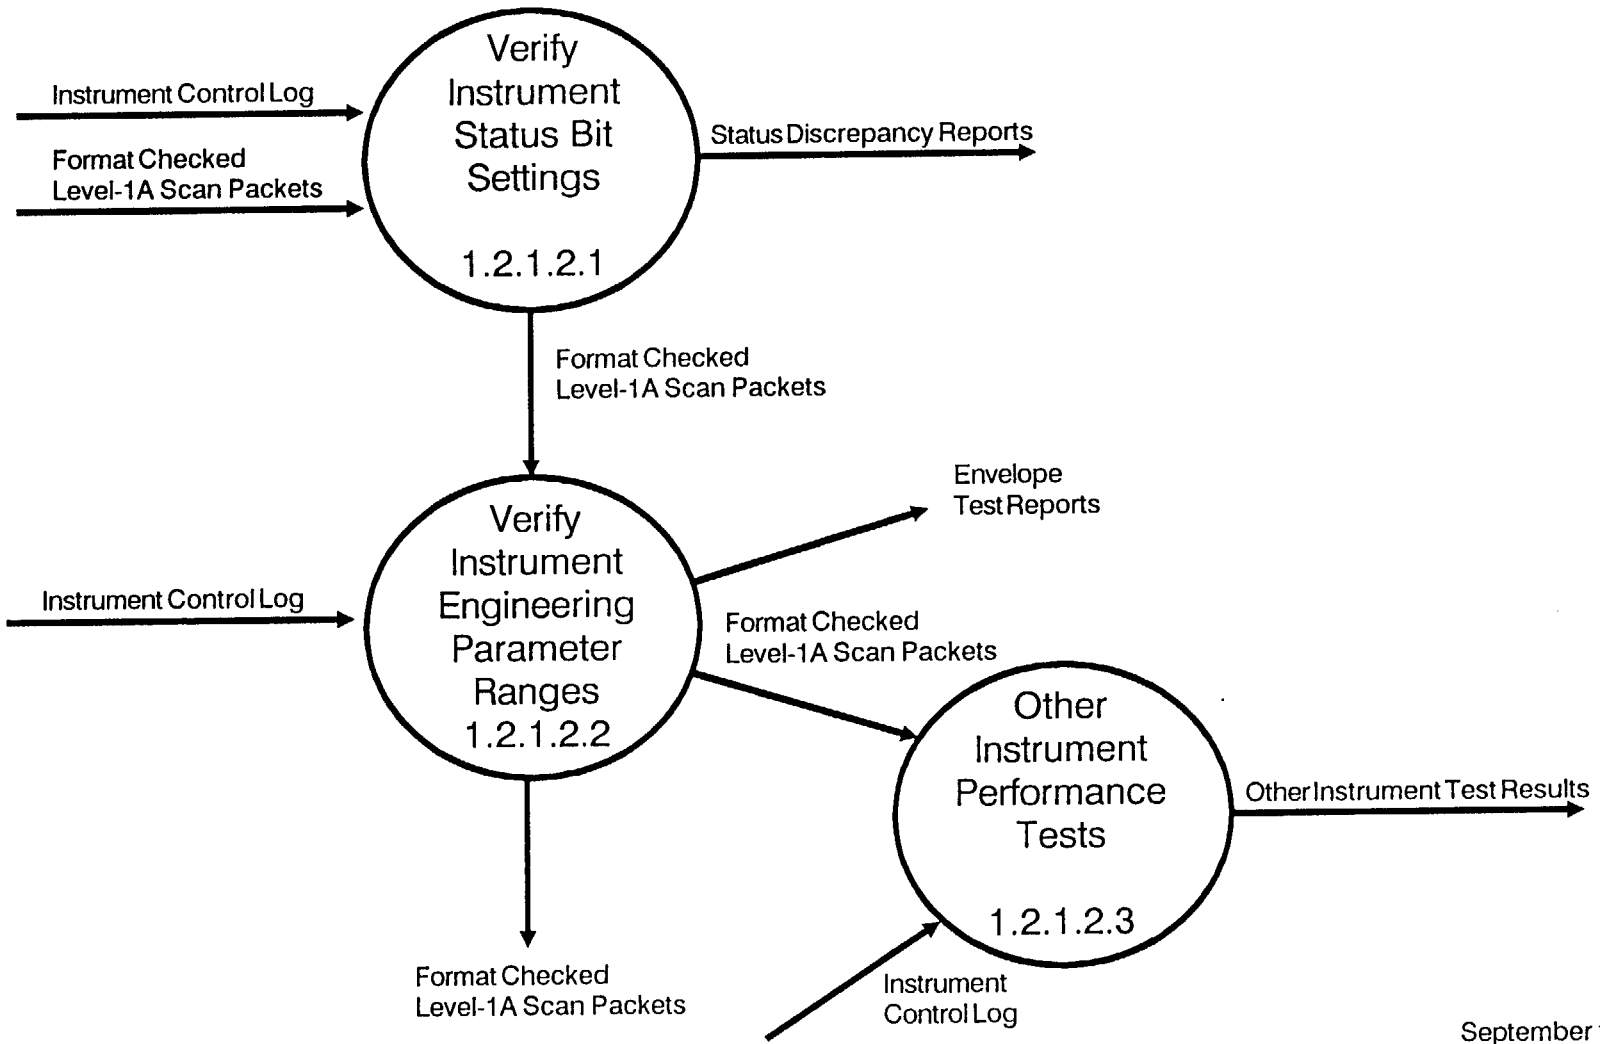 Verify
Instrument
Status Bit
Settings
1.2.1.2.1
Instrument Control Log
Format Checked
Level-1A Scan Packets
Status Discrepancy Reports
Format Checked
Level-1A Scan Packets
Envelope
Test Reports
Verify
Instrument
Engineering
Parameter
Ranges
1.2.1.2.2
Instrument Control Log
Format Checked
Level-1A Scan Packets
Other
Instrument
Performance
Tests
1.2.1.2.3
Other Instrument Test Results
Format Checked
Level-1A Scan Packets
Instrument
Control Log
September